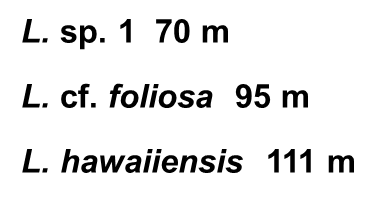 L. sp. 1 70 m
L. cf. foliosa 95 m
L. hawaiiensis 111 m